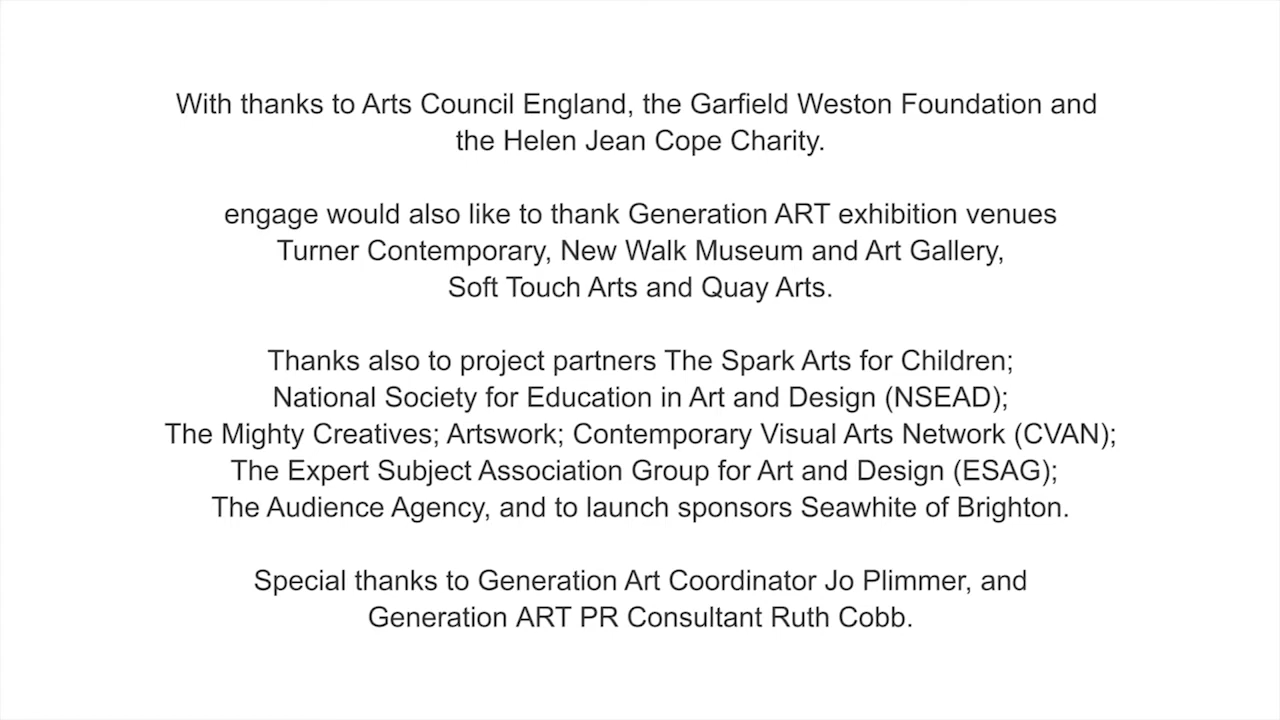 With thanks to Arts Council England, the Garfield Weston Foundation and
the Helen Jean Cope Charity.
engage would also like to thank Generation ART exhibition venues
Turner Contemporary, New Walk Museum and Art Gallery,
Soft Touch Arts and Quay Arts.
Thanks also to project partners The Spark Arts for Children;
National Society for Education in Art and Design (NSEAD);
The Mighty Creatives; Artswork; Contemporary Visual Arts Network (CVAN);
The Expert Subject Association Group for Art and Design (ESAG);
The Audience Agency, and to launch sponsors Seawhite of Brighton.
Special thanks to Generation Art Coordinator Jo Plimmer, and
Generation ART PR Consultant Ruth Cobb.